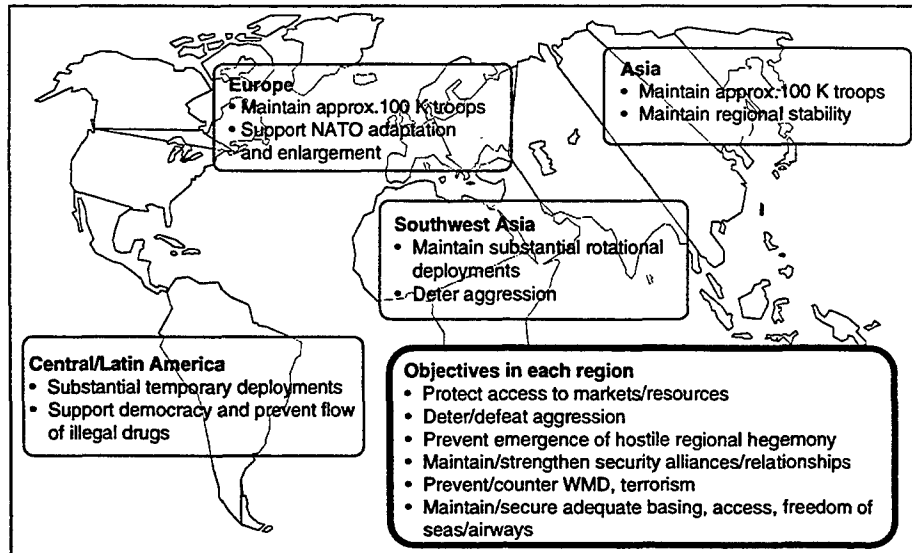 Europe
• Maintain approx. 100 K troops
• Support NATO adaptation
and enlargement
Asia
• Maintain approx. 100 K troops
• Maintain regional stability
Southwest Asia
• Maintain substantial rotational
deployments
• Deter aggression
Central/Latin America
• Substantial temporary deployments
• Support democracy and prevent flow
of illegal drugs
Objectives in each region
• Protect access to markets/resources
• Deter/defeat aggression
• Prevent emergence of hostile regional hegemony
• Maintain/strengthen security alliances/relationships
• Prevent/counter WMD, terrorism
• Maintain/secure adequate basing, access, freedom of
seas/airways